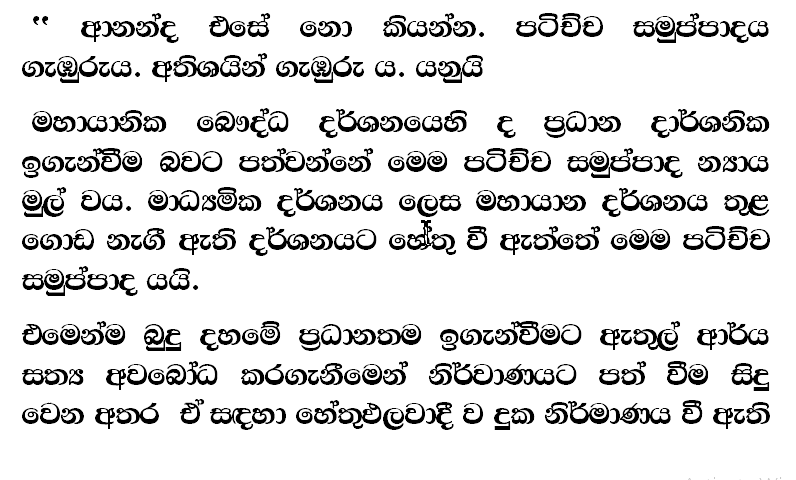 “ ආනන්ද එසේ නො කියන්න. පටිච්ච සමුප්පාදය
ගැඹුරුය. අතිශයින් ගැඹුරු ය. යනුයි
මහායානික බෞද්ධ දර්ශනයෙහි ද ප්‍රධාන දාර්ශනික
ඉගැන්වීම බවට පත්වන්නේ මෙම පටිච්ච සමුප්පාද න්‍යාය
මුල් වය. මාධ්‍යමික දර්ශනය ලෙස මහායාන දර්ශනය තුළ
ගොඩ නැගී ඇති දර්ශනයට හේතු වී ඇත්තේ මෙම පටිච්ච
සමුප්පාද යයි.
එමෙන්ම බුදු දහමේ ප්‍රධානතම ඉගැන්වීමට ඇතුල් ආර්ය
සත්‍ය අවබෝධ කරගැනීමෙන් නිර්වාණයට පත් වීම සිදු
වෙන අතර ඒ සඳහා හේතුඵලවාදී ව දුක නිර්මාණය වී ඇති